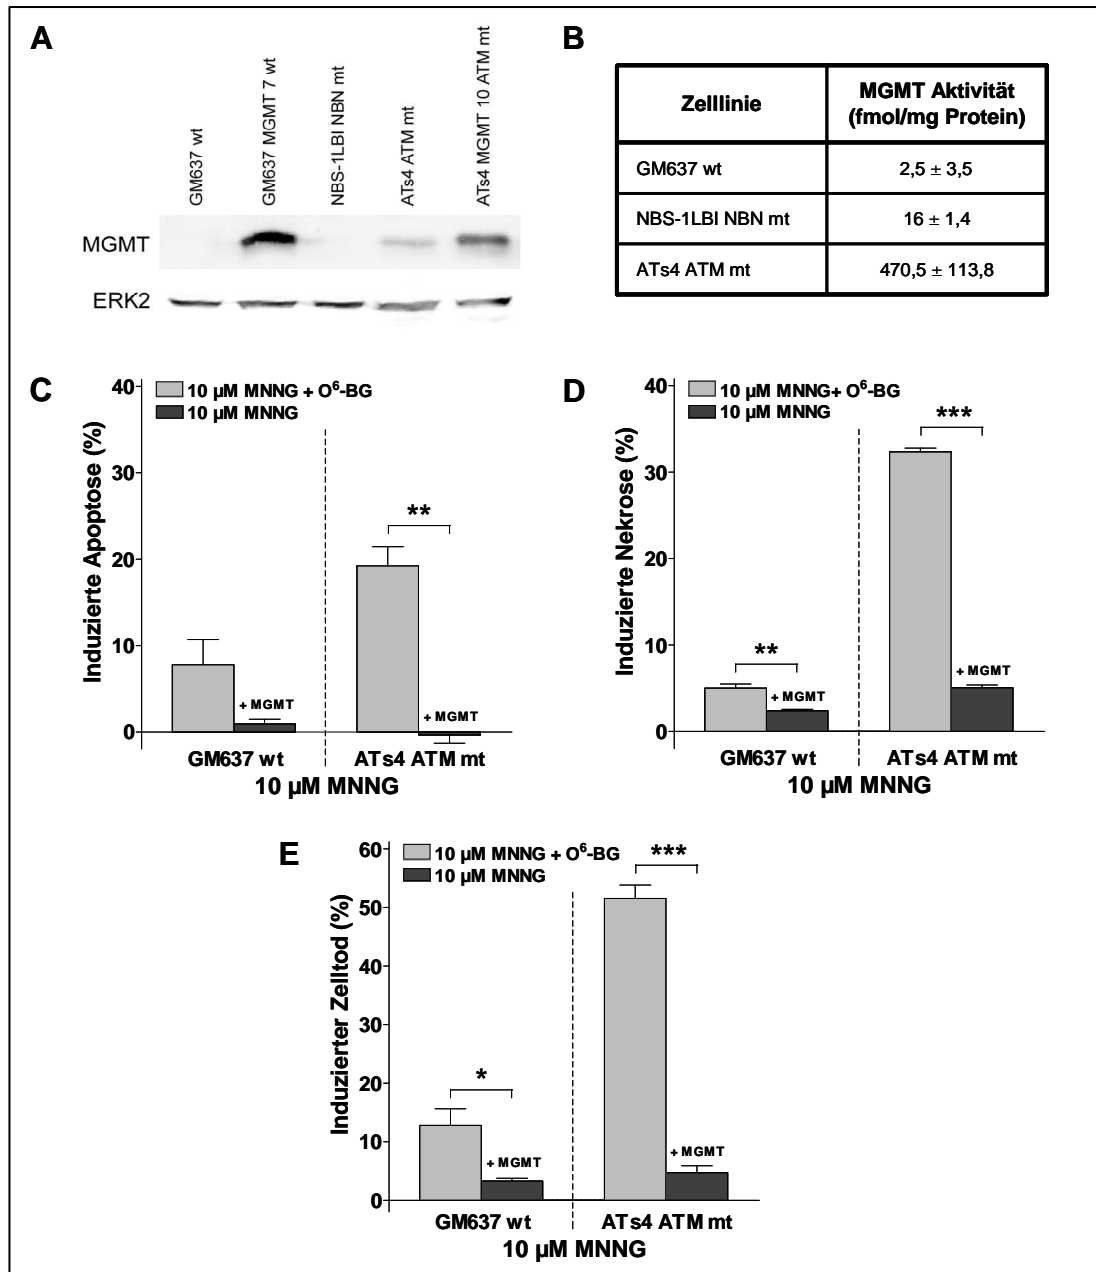 A
GM637 wt
GM637 MGMT 7 wt
NBS-1LBI NBN mt
ATs4 ATM mt
ATs4 MGMT 10 ATM mt
MGMT
ERK2
B
Zelllinie
MGMT Aktivität
(fmol/mg Protein)
GM637 wt
2,5 ± 3,5
NBS-1LBI NBN mt
16 ± 1,4
ATs4 ATM mt
470,5 ± 113,8
C
10 µM MNNG + O⁶-BG
10 µM MNNG
Induzierte Apoptose (%)
40
30
20
10
0
**
+ MGMT
+ MGMT
GM637 wt
ATs4 ATM mt
10 µM MNNG
D
10 µM MNNG+ O⁶-BG
10 µM MNNG
Induzierte Nekrose (%)
40
30
20
10
0
**
***
+ MGMT
+ MGMT
GM637 wt
ATs4 ATM mt
10 µM MNNG
E
10 µM MNNG + O⁶-BG
10 µM MNNG
Induzierter Zelltod (%)
60
50
40
30
20
10
0
*
***
+ MGMT
+ MGMT
GM637 wt
ATs4 ATM mt
10 µM MNNG